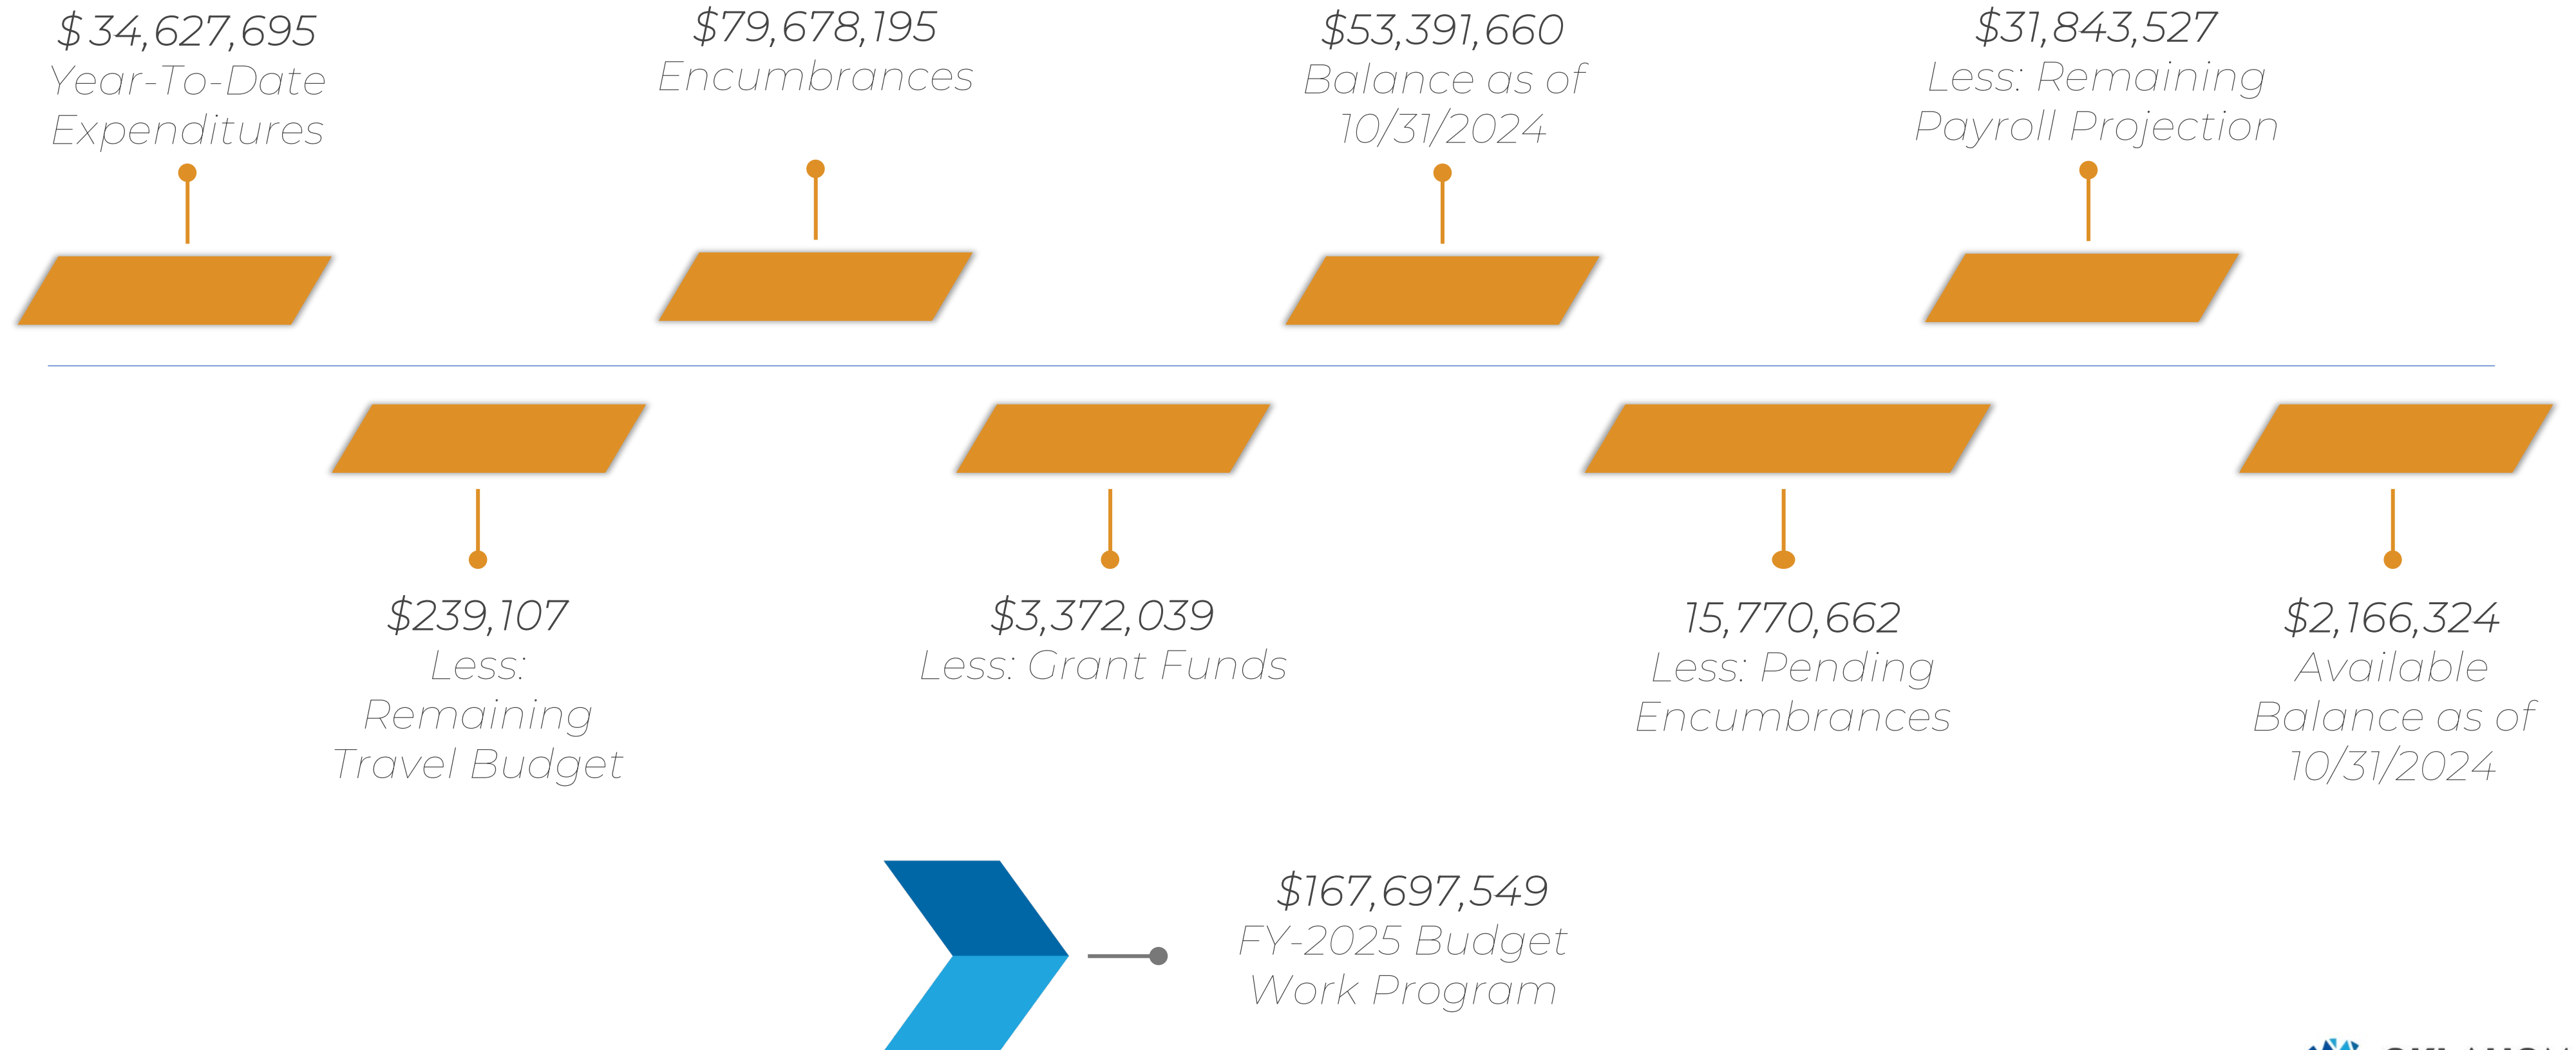 $ 34,627,695
Year-To-Date
Expenditures
$79,678,195
Encumbrances
$53,391,660
Balance as of
10/31/2024
$31,843,527
Less: Remaining
Payroll Projection
$239,107
Less:
Remaining
Travel Budget
$3,372,039
Less: Grant Funds
15,770,662
Less: Pending
Encumbrances
$2,166,324
Available
Balance as of
10/31/2024
$167,697,549
FY-2025 Budget
Work Program